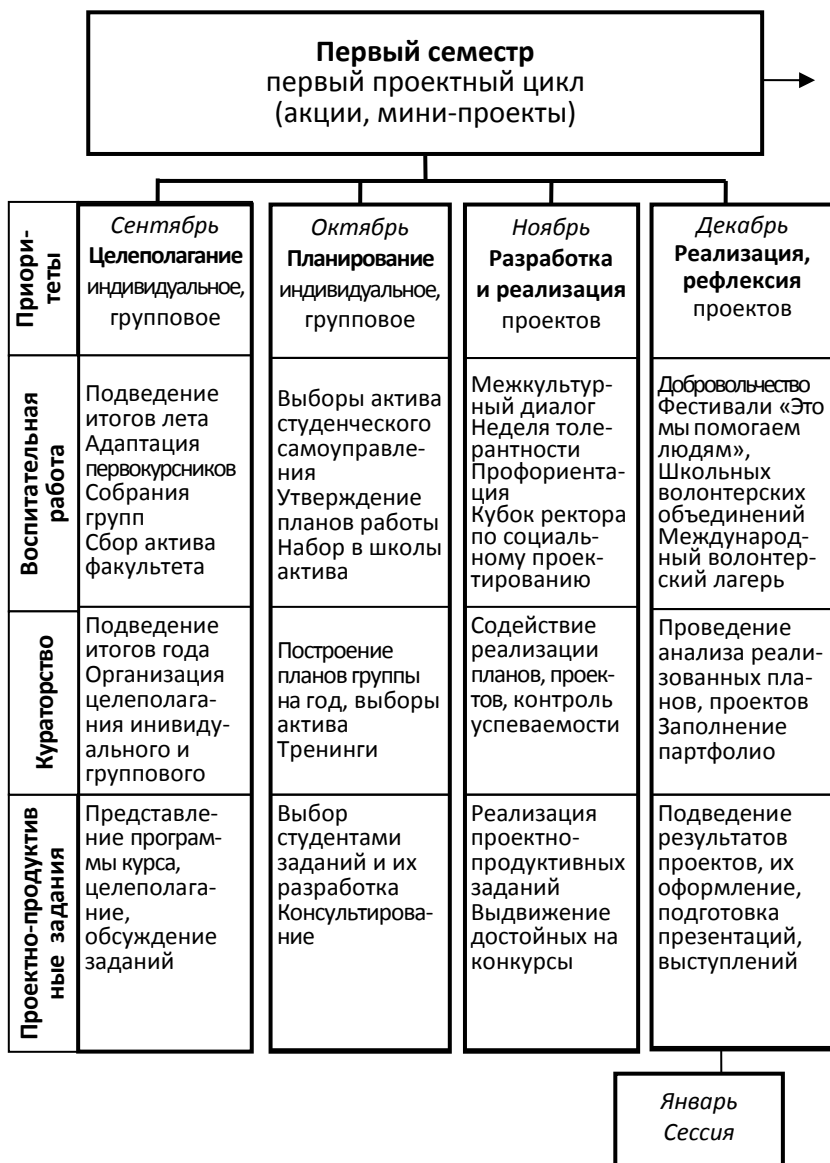 Первый семестр
первый проектный цикл
(акции, мини-проекты)
Приори-
теты
Сентябрь
Целеполагание
индивидуальное,
групповое
Октябрь
Планирование
индивидуальное,
групповое
Ноябрь
Разработка
и реализация
проектов
Декабрь
Реализация,
рефлексия
проектов
Воспитательная
работа
Подведение
итогов лета
Адаптация
первокурсников
Собрания
групп
Сбор актива
факультета
Выборы актива
студенческого
самоуправле-
ния
Утверждение
планов работы
Набор в школы
актива
Межкультур-
ный диалог
Неделя толе-
рантности
Профориента-
ция
Кубок ректора
по социаль-
ному проек-
тированию
Добровольчество
Фестивали «Это
мы помогаем
людям»,
Школьных
волонтерских
объединений
Международ-
ный волонтер-
ский лагерь
Кураторство
Подведение
итогов года
Организация
целеполага-
ния инивиду-
ального и
группового
Построение
планов группы
на год, выборы
актива
Тренинги
Содействие
реализации
планов, проек-
тов, контроль
успеваемости
Проведение
анализа реали-
зованных пла-
нов, проектов
Заполнение
партфолио
Проектно-продуктив
ные задания
Представле-
ние програм-
мы курса,
целеполага-
ние,
обсуждение
заданий
Выбор
студентами
заданий и их
разработка
Консультирова-
ние
Реализация
проектно-
продуктивных
заданий
Выдвижение
достойных на
конкурсы
Подведение
результатов
проектов, их
оформление,
подготовка
презентаций,
выступлений
Январь
Сессия